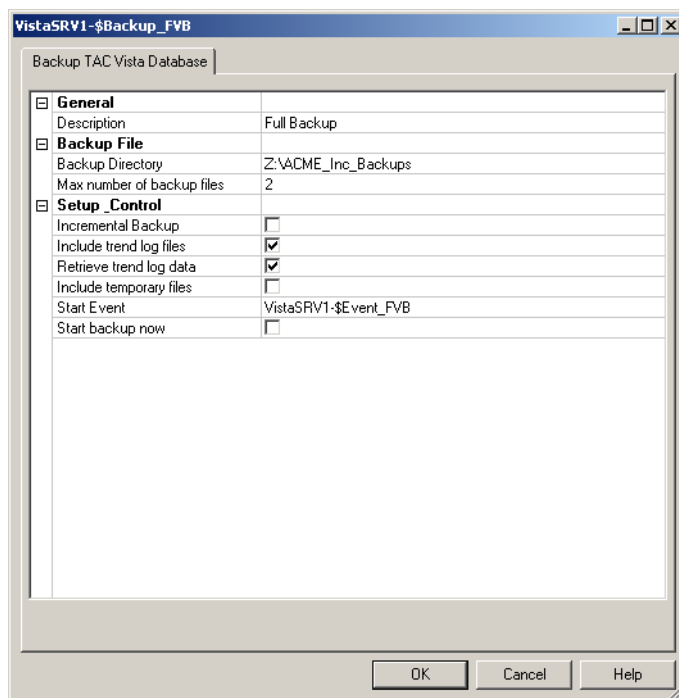 VistaSRV1-$Backup_FVB
Backup TAC Vista Database
General
Description Full Backup
Backup File
Backup Directory Z:\ACME_Inc_Backups
Max number of backup files 2
Setup _Control
Incremental Backup
Include trend log files
Retrieve trend log data
Include temporary files
Start Event VistaSRV1-$Event_FVB
Start backup now
OK Cancel Help